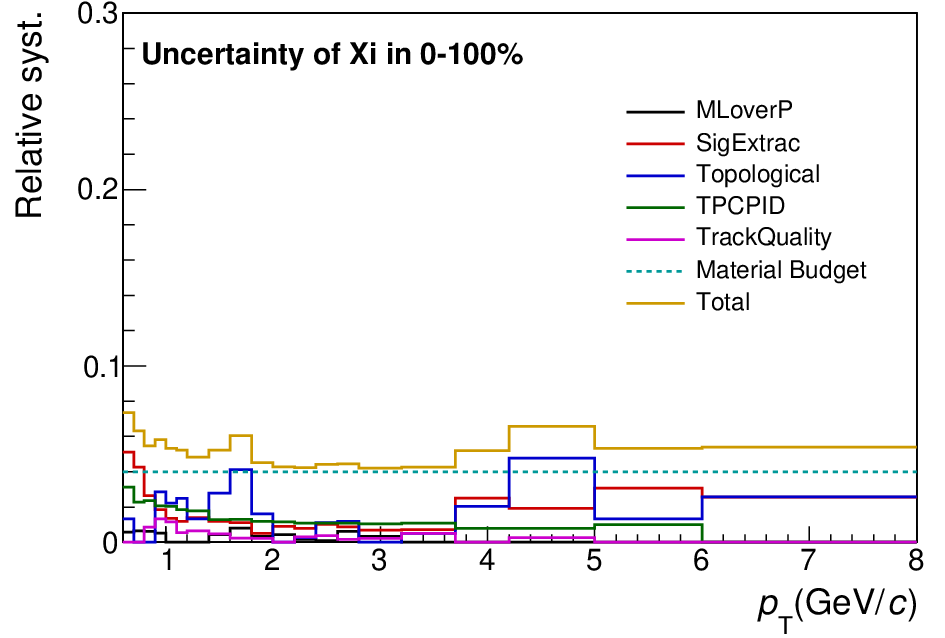 Relative syst.
0.3
0.2
0.1
0
Uncertainty of Xi in 0-100%
MLoverP
SigExtrac
Topological
TPCPID
TrackQuality
Material Budget
Total
1 2 3 4 5 6 7 8
p_T(GeV/c)